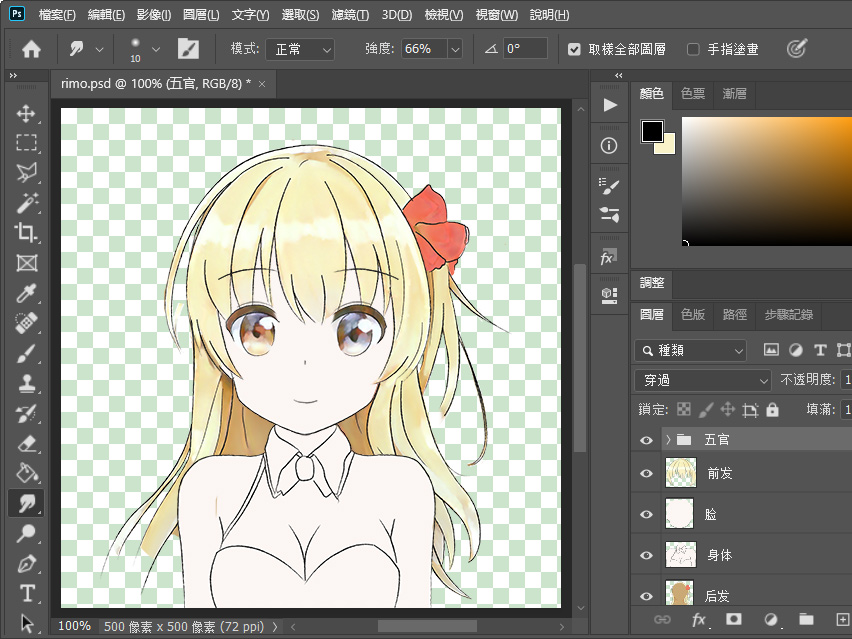 Ps 檔案(F) 編輯(E) 影像(I) 圖層(L) 文字(Y) 選取(S) 濾鏡(T) 3D(D) 檢視(V) 視窗(W) 說明(H)
10 模式: 正常 強度: 66% 0° 取樣全部圖層 手指塗畫
rimo.psd @ 100% (五官, RGB/8) * ×
顏色 色票 漸層
fx
調整
圖層 色版 路徑 步驟記錄
種類 T
穿過 不透明度: 1
鎖定: 填滿: 1
五官
前发
脸
身体
后发
T
fx
100% 500 像素 x 500 像素 (72 ppi)